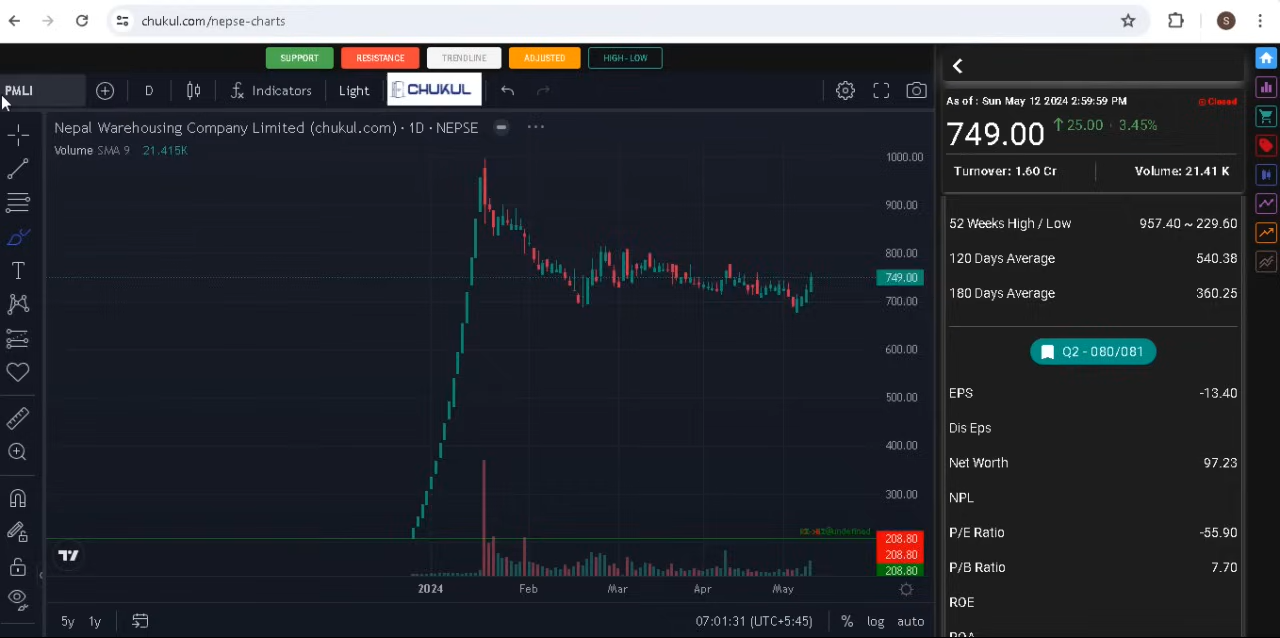 chukul.com/nepse-charts
S
SUPPORT
RESISTANCE
TRENDLINE
ADJUSTED
HIGH-LOW
PMLI
D
Indicators
Light
CHUKUL
Nepal Warehousing Company Limited (chukul.com) · 1D · NEPSE
Volume SMA 9 21.415K
1000.00
900.00
800.00
749.00
700.00
600.00
500.00
400.00
300.00
208.80
208.80
208.80
2024
Feb
Mar
Apr
May
5y
1y
07:01:31 (UTC+5:45)
%
log
auto
As of : Sun May 12 2024 2:59:59 PM
Closed
749.00
↑25.00 · 3.45%
Turnover: 1.60 Cr
Volume: 21.41 K
52 Weeks High / Low 957.40 ~ 229.60
120 Days Average 540.38
180 Days Average 360.25
Q2 - 080/081
EPS -13.40
Dis Eps
Net Worth 97.23
NPL
P/E Ratio -55.90
P/B Ratio 7.70
ROE
ROA